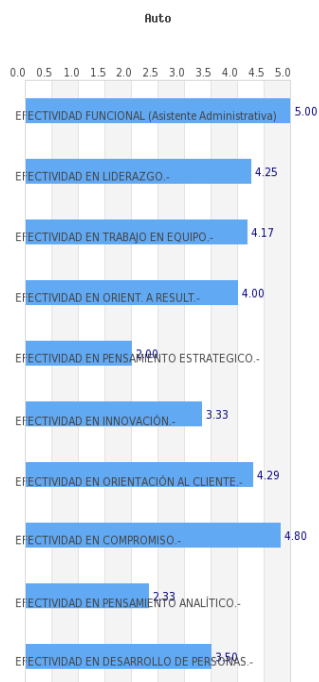 Auto
0.0 0.5 1.0 1.5 2.0 2.5 3.0 3.5 4.0 4.5 5.0
EFECTIVIDAD FUNCIONAL (Asistente Administrativa) 5.00
EFECTIVIDAD EN LIDERAZGO.- 4.25
EFECTIVIDAD EN TRABAJO EN EQUIPO.- 4.17
EFECTIVIDAD EN ORIENT. A RESULT.- 4.00
EFECTIVIDAD EN PENSAMIENTO ESTRATEGICO.- 2.00
EFECTIVIDAD EN INNOVACIÓN.- 3.33
EFECTIVIDAD EN ORIENTACIÓN AL CLIENTE.- 4.29
EFECTIVIDAD EN COMPROMISO.- 4.80
EFECTIVIDAD EN PENSAMIENTO ANALÍTICO.- 2.33
EFECTIVIDAD EN DESARROLLO DE PERSONAS.- 3.50